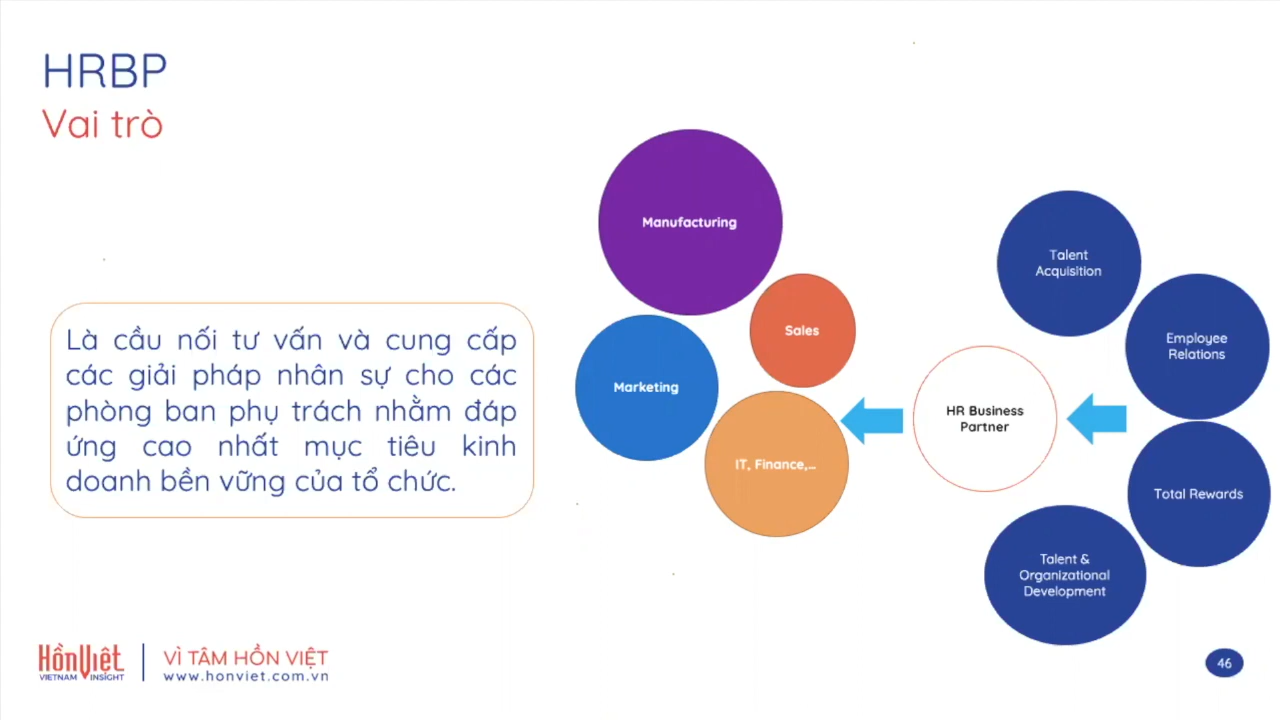 HRBP
Vai trò
Là cầu nối tư vấn và cung cấp
các giải pháp nhân sự cho các
phòng ban phụ trách nhằm đáp
ứng cao nhất mục tiêu kinh
doanh bền vững của tổ chức.
Manufacturing
Sales
Marketing
IT, Finance,...
HR Business
Partner
Talent
Acquisition
Employee
Relations
Total Rewards
Talent &
Organizational
Development
HồnViệt
VIETNAM INSIGHT
VÌ TÂM HỒN VIỆT
www.honviet.com.vn
46